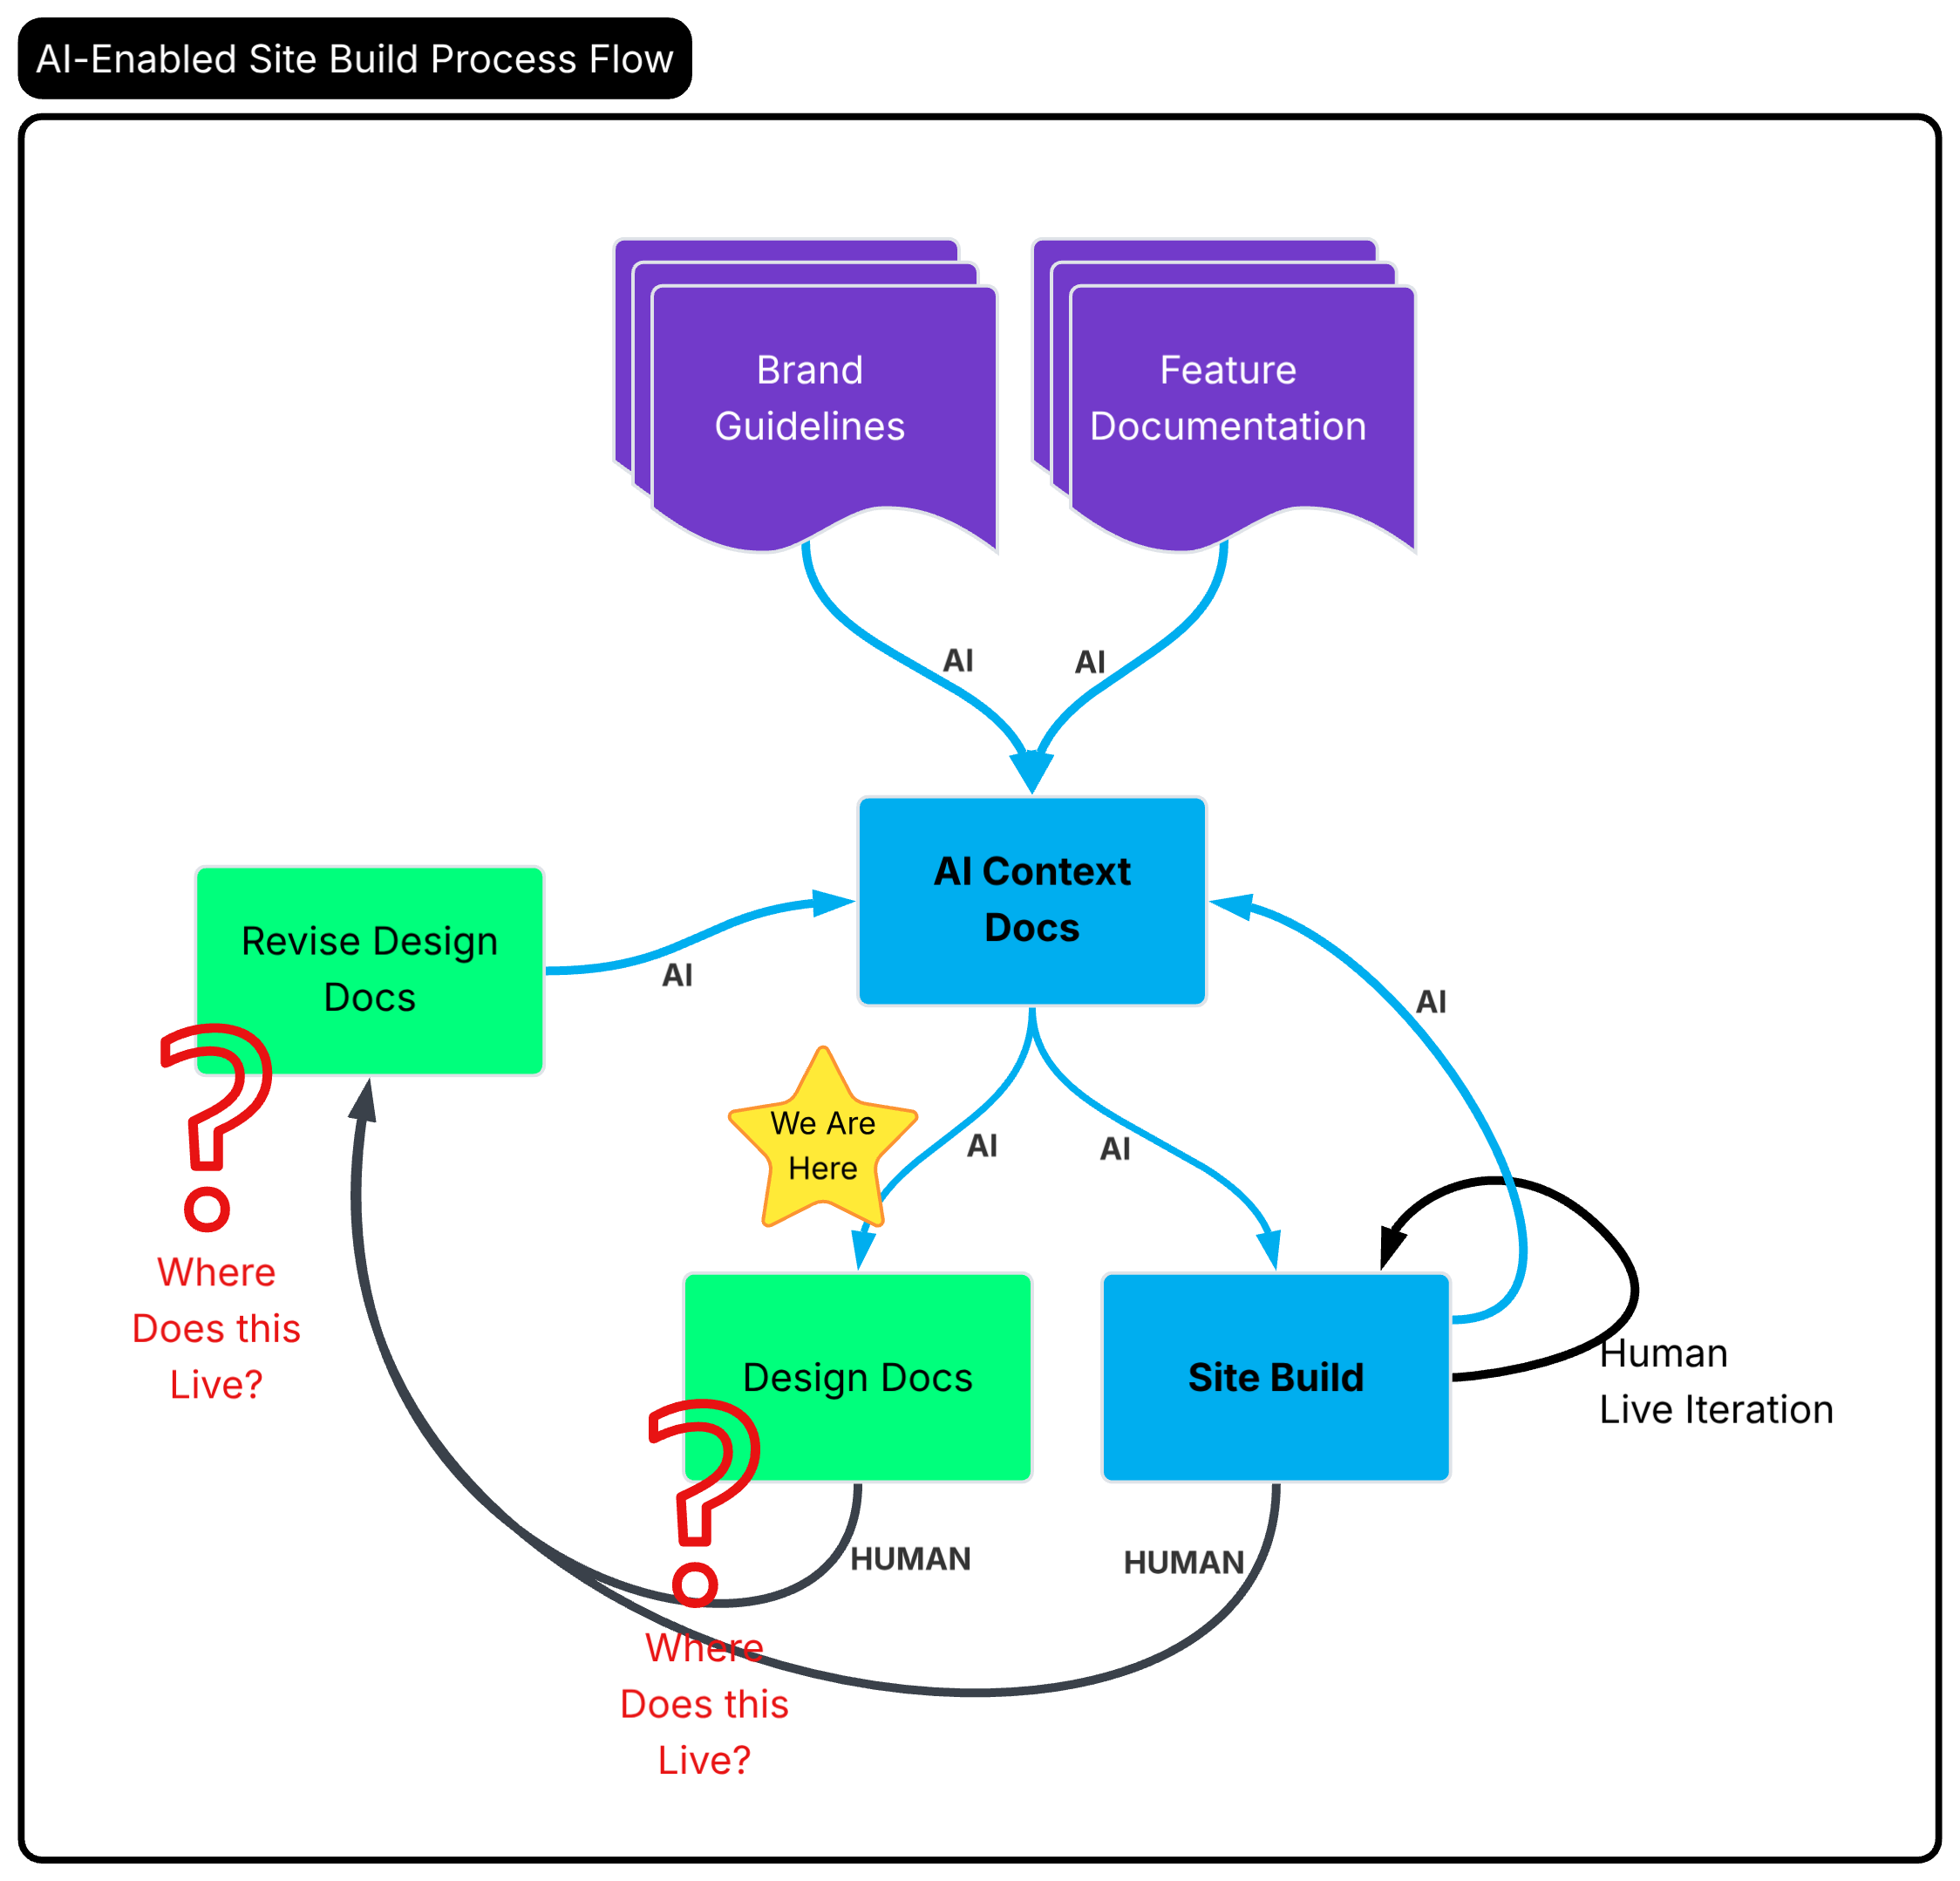 AI-Enabled Site Build Process Flow
Brand
Guidelines
Feature
Documentation
AI
AI
AI Context
Docs
Revise Design
Docs
AI
AI
We Are
Here
AI
AI
Where
Does this
Live?
Design Docs
Site Build
Human
Live Iteration
HUMAN
HUMAN
Where
Does this
Live?